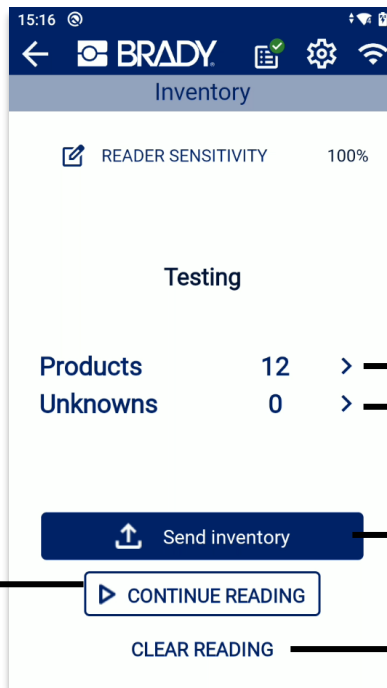 15:16
BRADY.
Inventory
READER SENSITIVITY 100%
Testing
Products 12 >
Unknowns 0 >
Send inventory
CONTINUE READING
CLEAR READING